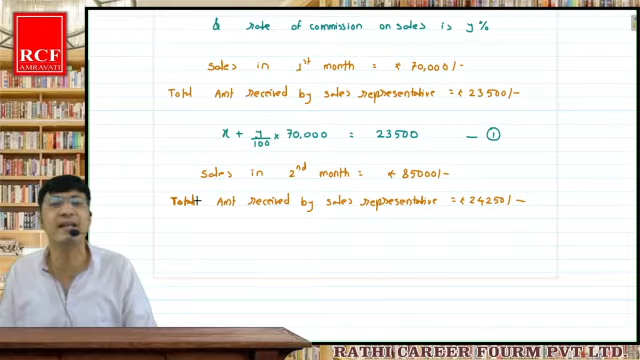 RCF
AMRAVATI
& rate of commission on sales is y%
Sales in 1st month = ₹ 70,000/-
Total Amt received by sales representative = ₹ 23500/-
x + y/100 × 70,000 = 23500 — ①
Sales in 2nd month = ₹ 85000/-
Total Amt received by sales representative = ₹ 24250/-
RATHI CAREER FOURM PVT LTD